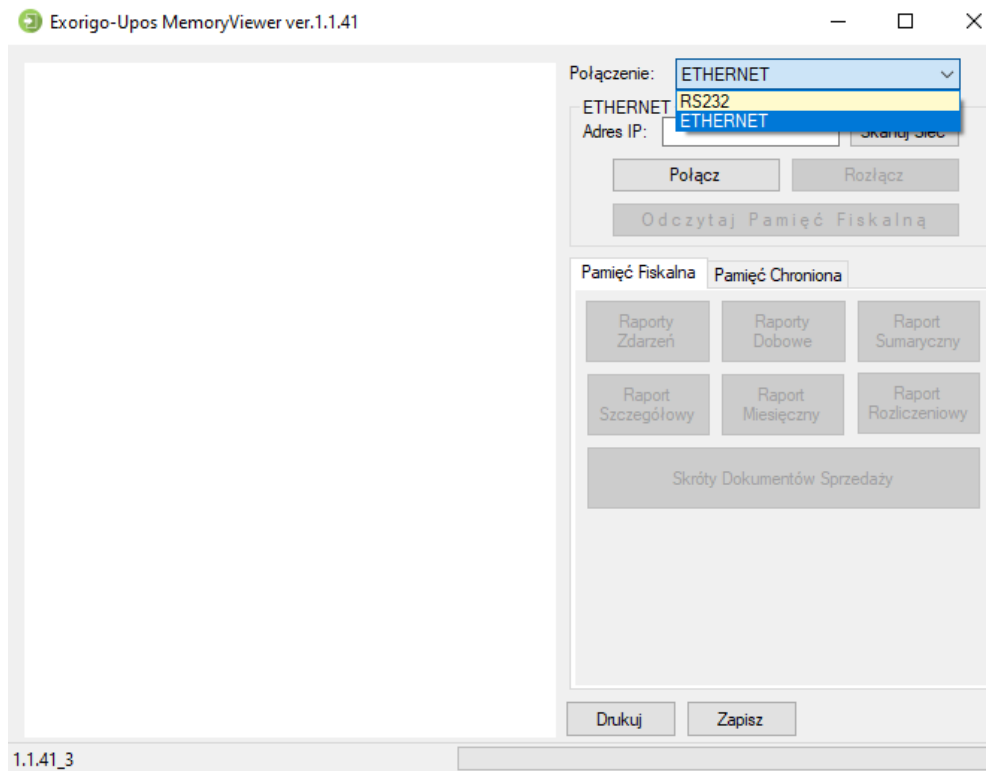 Exorigo-Upos MemoryViewer ver.1.1.41
Połączenie: ETHERNET
RS232
ETHERNET
ETHERNET
Adres IP: Skanuj Sieć
Połącz Rozłącz
Odczytaj Pamięć Fiskalną
Pamięć Fiskalna Pamięć Chroniona
Raporty Raporty Raport
Zdarzeń Dobowe Sumaryczny
Raport Raport Raport
Szczegółowy Miesięczny Rozliczeniowy
Skróty Dokumentów Sprzedaży
Drukuj Zapisz
1.1.41_3